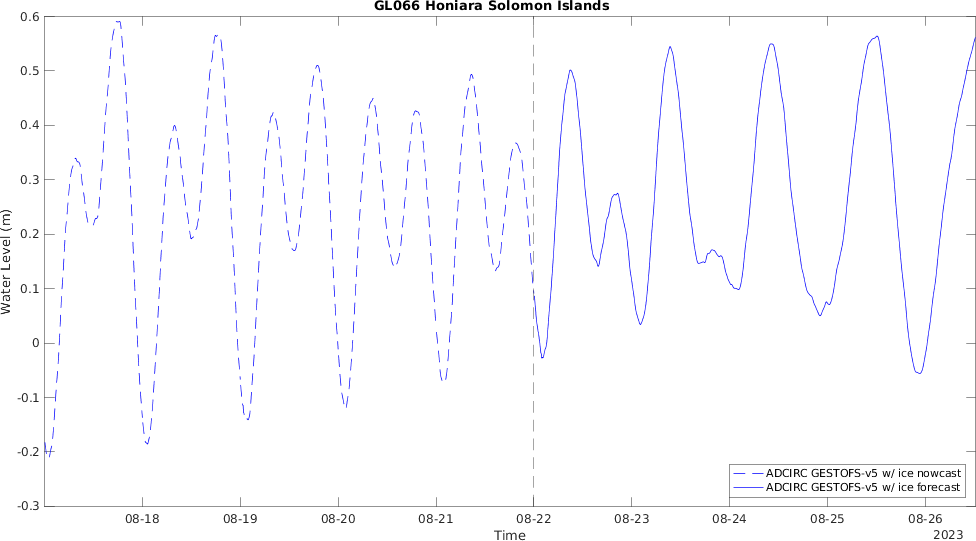 GL066 Honiara Solomon Islands
Water Level (m)
0.6
0.5
0.4
0.3
0.2
0.1
0
-0.1
-0.2
-0.3
ADCIRC GESTOFS-v5 w/ ice nowcast
ADCIRC GESTOFS-v5 w/ ice forecast
08-18 08-19 08-20 08-21 08-22 08-23 08-24 08-25 08-26
Time
2023